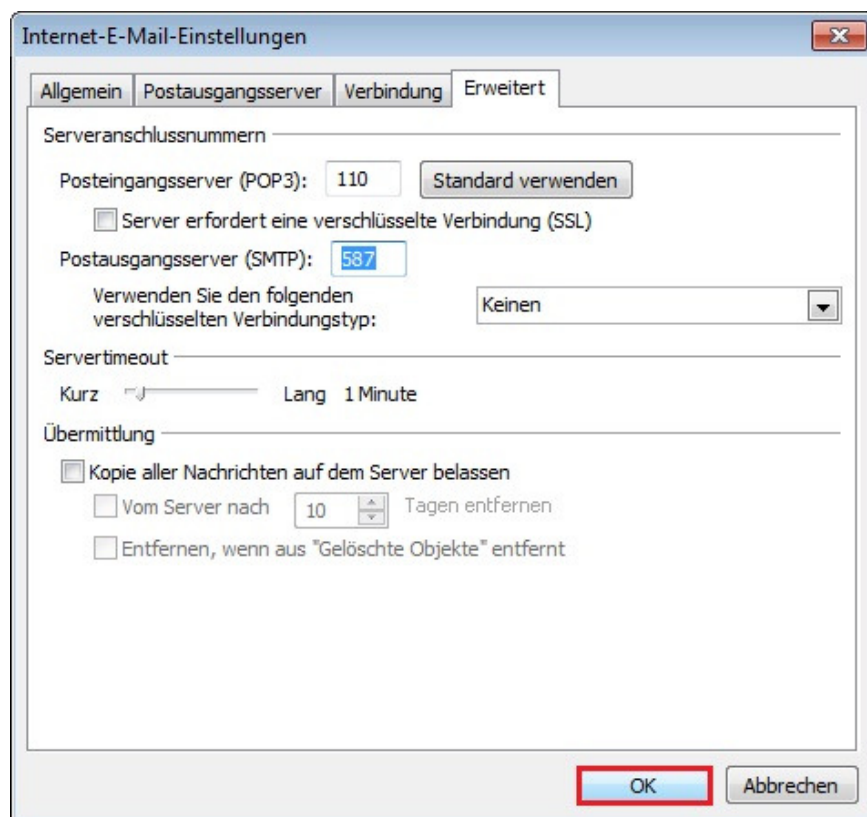 Internet-E-Mail-Einstellungen
Allgemein Postausgangsserver Verbindung Erweitert
Serveranschlussnummern
Posteingangsserver (POP3): 110 Standard verwenden
Server erfordert eine verschlüsselte Verbindung (SSL)
Postausgangsserver (SMTP): 587
Verwenden Sie den folgenden
verschlüsselten Verbindungstyp: Keinen
Servertimeout
Kurz Lang 1 Minute
Übermittlung
Kopie aller Nachrichten auf dem Server belassen
Vom Server nach 10 Tagen entfernen
Entfernen, wenn aus "Gelöschte Objekte" entfernt
OK Abbrechen